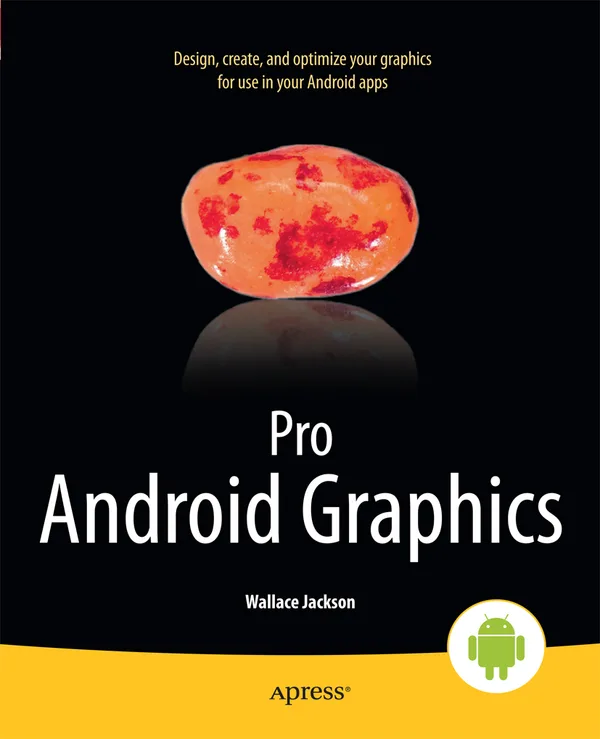 Design, create, and optimize your graphics
for use in your Android apps
Pro
Android Graphics
Wallace Jackson
Apress®